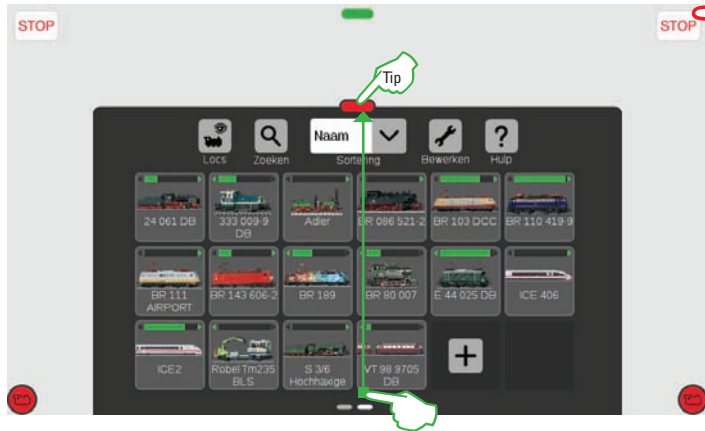 STOP
STOP
Tip
Naam
Locs Zoeken Sortering Bewerken Hulp
24 061 DB
333 009-9
DB
Adler
BR 086 521-2
BR 103 DCC
BR 110 419-9
BR 111
AIRPORT
BR 143 606-2
BR 189
BR 80 007
E 44 025 DB
ICE 406
ICE2
Robel Tm235
BLS
S 3/6
Hochhaxige
VT 98 9705
DB